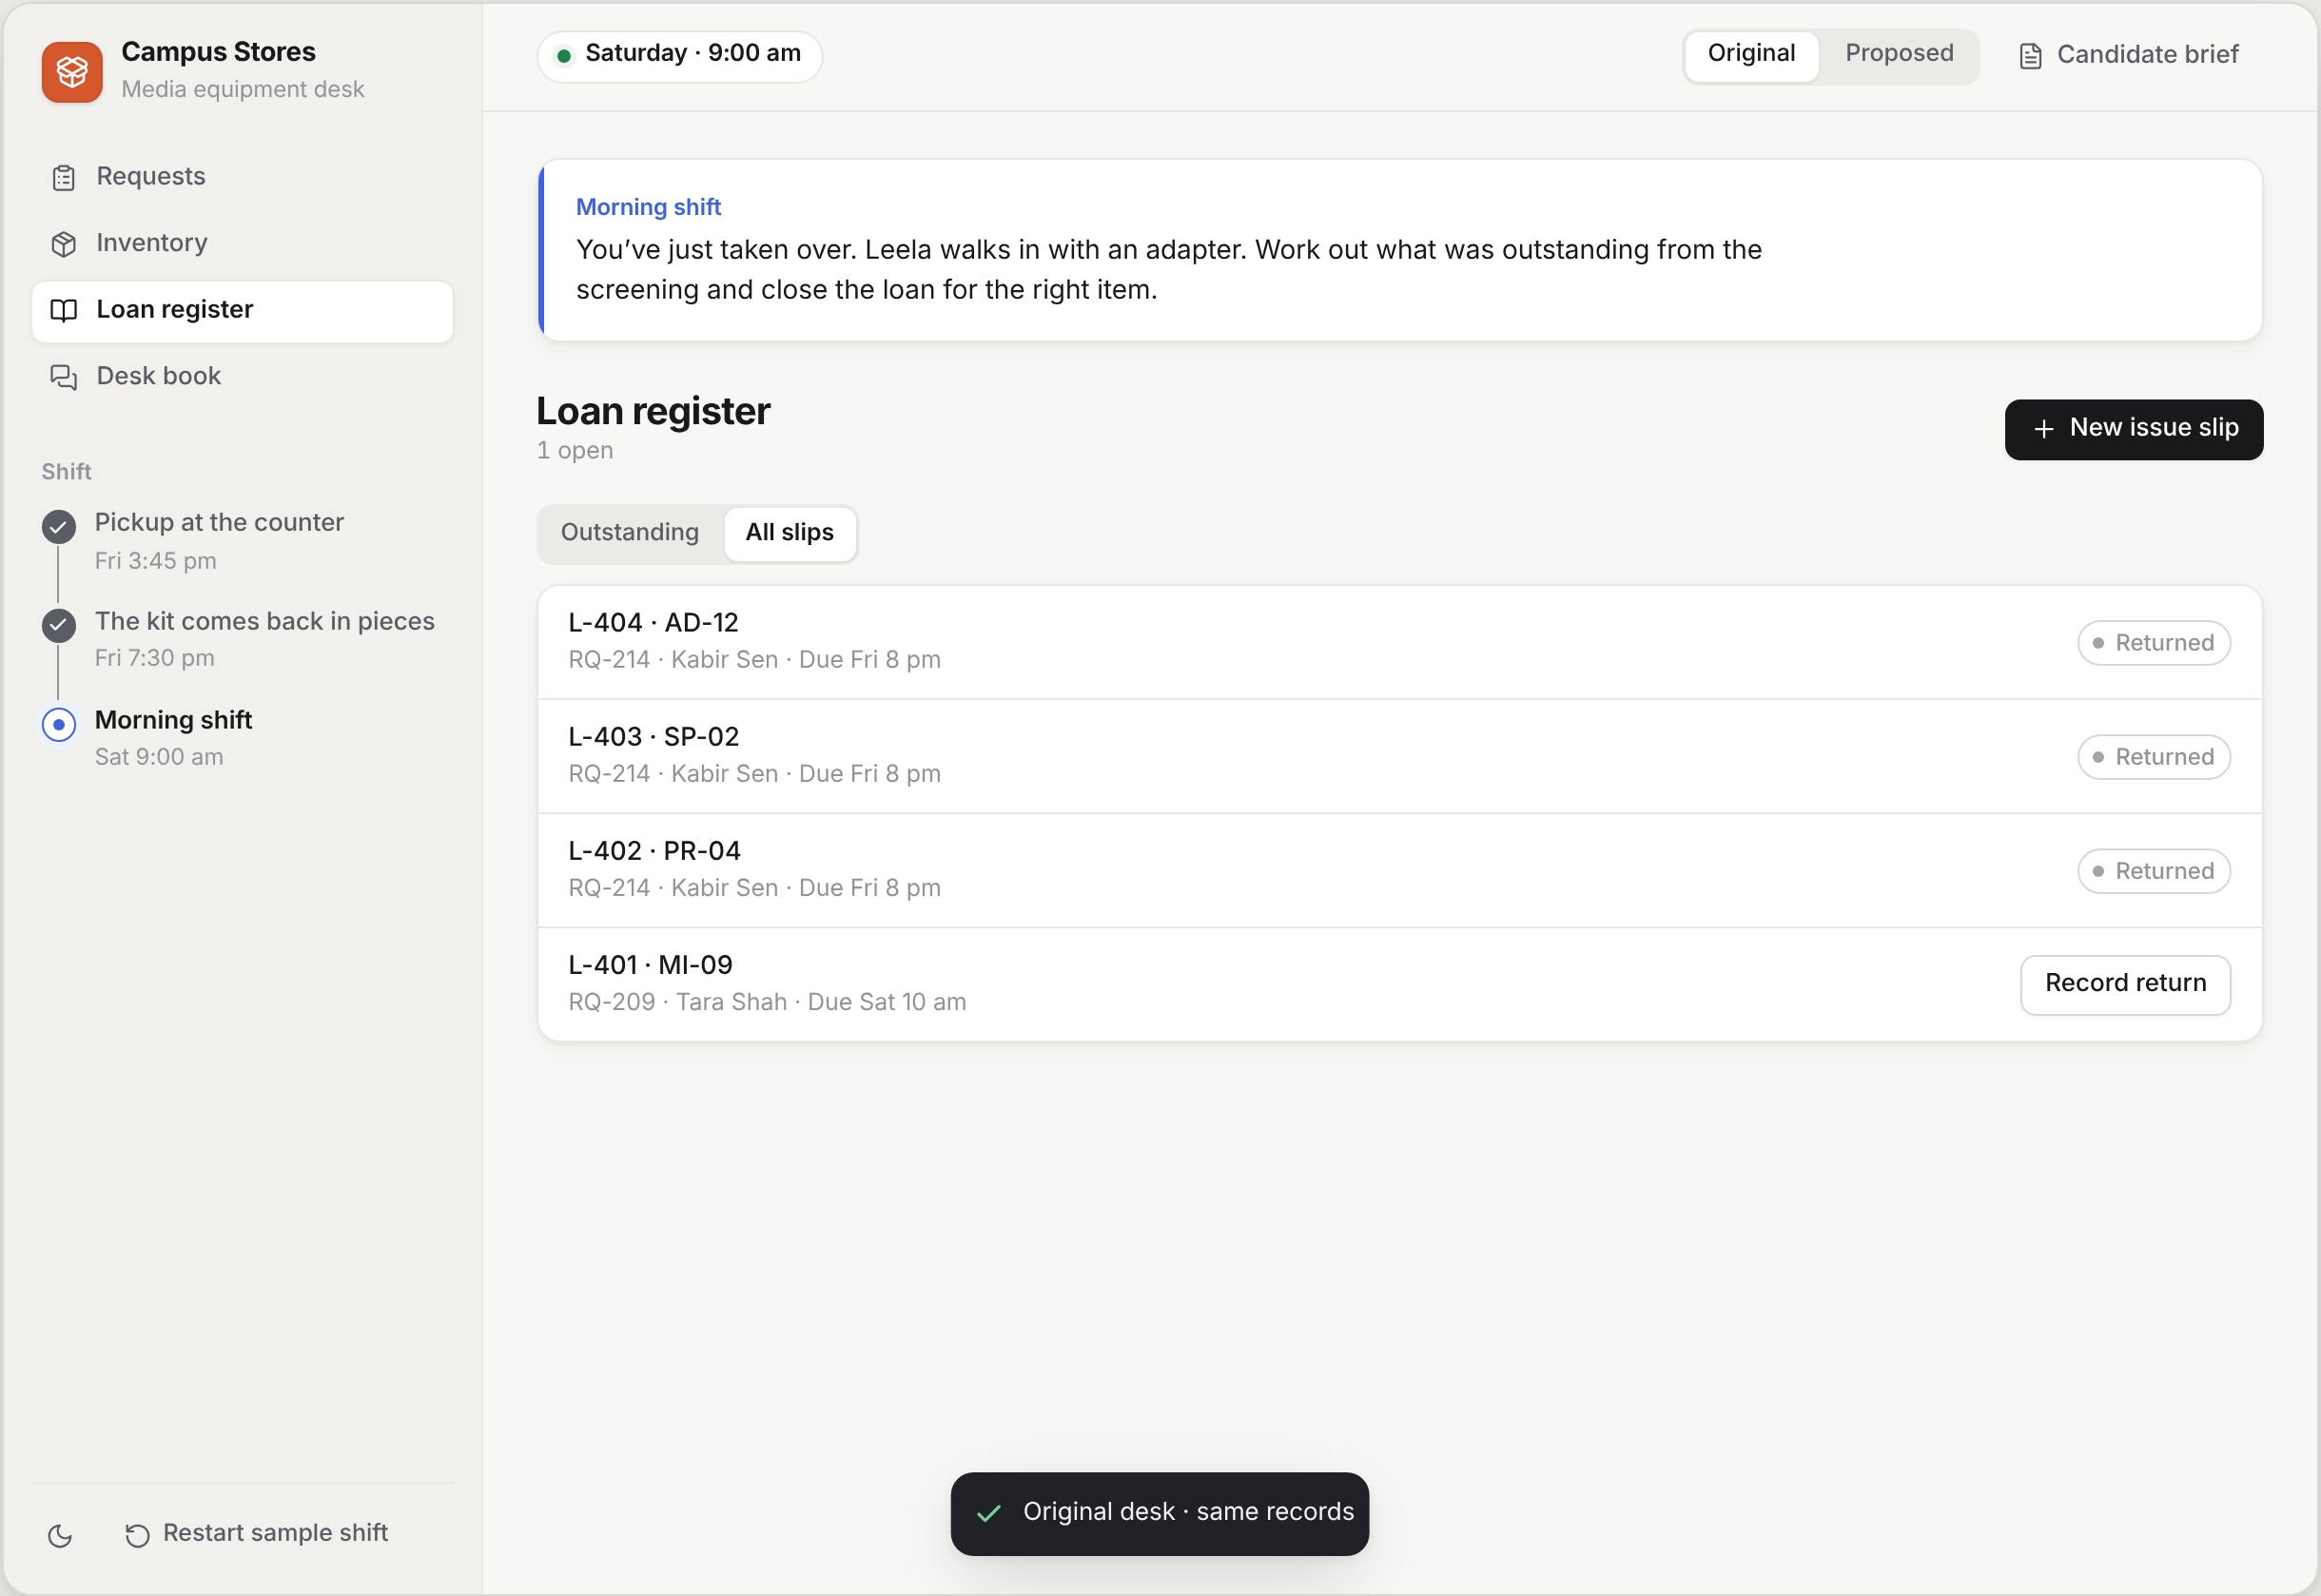 Campus Stores
Media equipment desk
Requests
Inventory
Loan register
Desk book
Shift
Pickup at the counter
Fri 3:45 pm
The kit comes back in pieces
Fri 7:30 pm
Morning shift
Sat 9:00 am
Restart sample shift
Saturday · 9:00 am
Original
Proposed
Candidate brief
Morning shift
You’ve just taken over. Leela walks in with an adapter. Work out what was outstanding from the
screening and close the loan for the right item.
Loan register
1 open
New issue slip
Outstanding
All slips
L-404 · AD-12
RQ-214 · Kabir Sen · Due Fri 8 pm
Returned
L-403 · SP-02
RQ-214 · Kabir Sen · Due Fri 8 pm
Returned
L-402 · PR-04
RQ-214 · Kabir Sen · Due Fri 8 pm
Returned
L-401 · MI-09
RQ-209 · Tara Shah · Due Sat 10 am
Record return
Original desk · same records